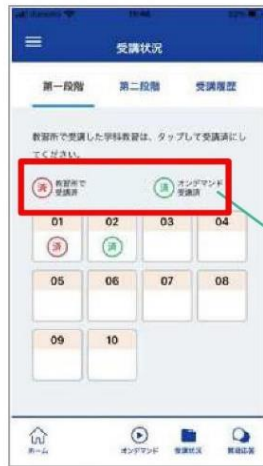 受講状況
第一段階 第二段階 受講履歴
教習所で受講した学科教習は、タップして受講済にし
てください。
済 教習所で 済 オンデマンド
受講済 受講済
01 02 03 04
済 済
05 06 07 08
09 10
ホーム オンデマンド 受講状況 質疑応答